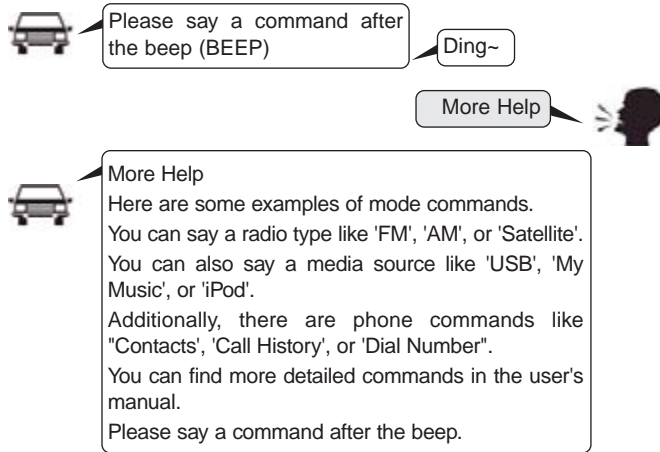 Please say a command after
the beep (BEEP)
Ding~
More Help
More Help
Here are some examples of mode commands.
You can say a radio type like 'FM', 'AM', or 'Satellite'.
You can also say a media source like 'USB', 'My
Music', or 'iPod'.
Additionally, there are phone commands like
"Contacts', 'Call History', or 'Dial Number".
You can find more detailed commands in the user's
manual.
Please say a command after the beep.